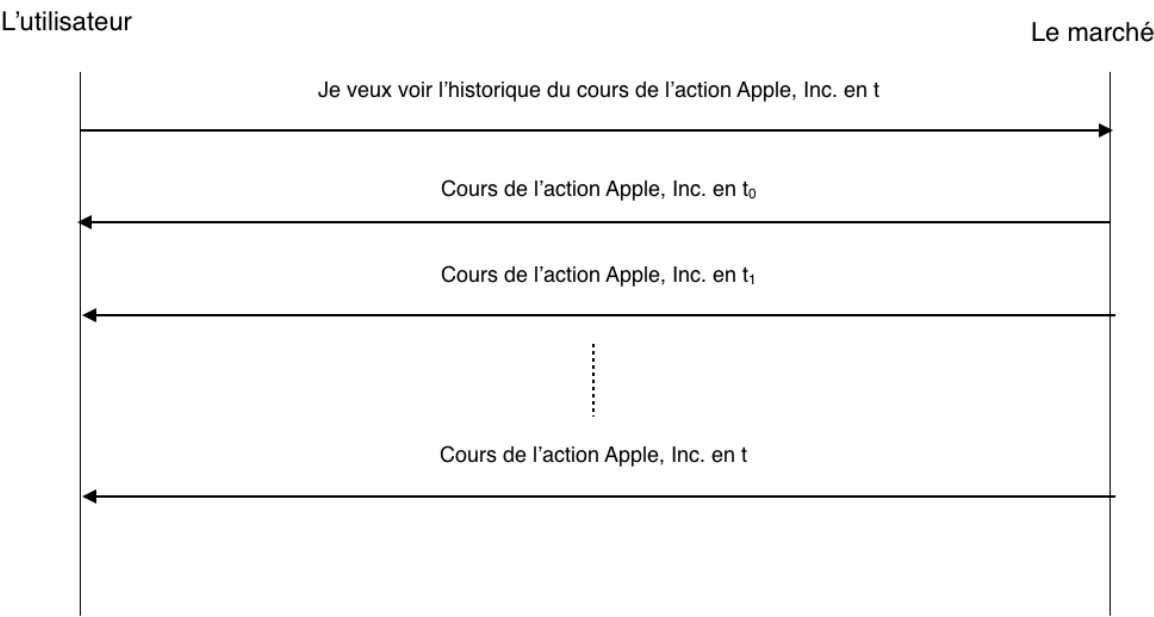 L’utilisateur
Le marché
Je veux voir l’historique du cours de l’action Apple, Inc. en t
Cours de l’action Apple, Inc. en t₀
Cours de l’action Apple, Inc. en t₁
Cours de l’action Apple, Inc. en t